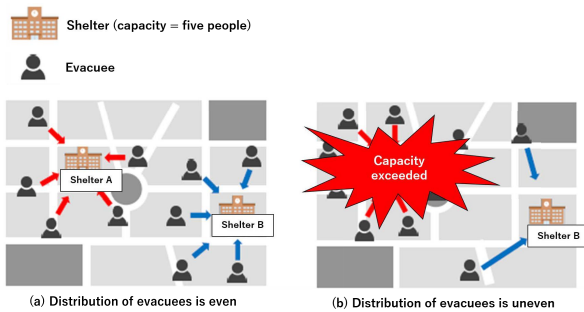 Shelter (capacity = five people)
Evacuee
Shelter A
Shelter B
(a) Distribution of evacuees is even
Capacity
exceeded
Shelter B
(b) Distribution of evacuees is uneven